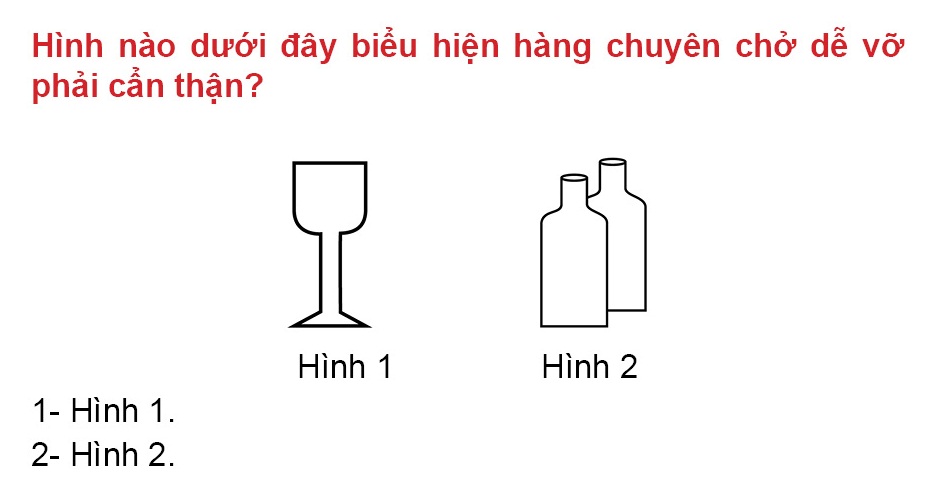 Hình nào dưới đây biểu hiện hàng chuyên chở dễ vỡ
phải cẩn thận?
Hình 1 Hình 2
1- Hình 1.
2- Hình 2.